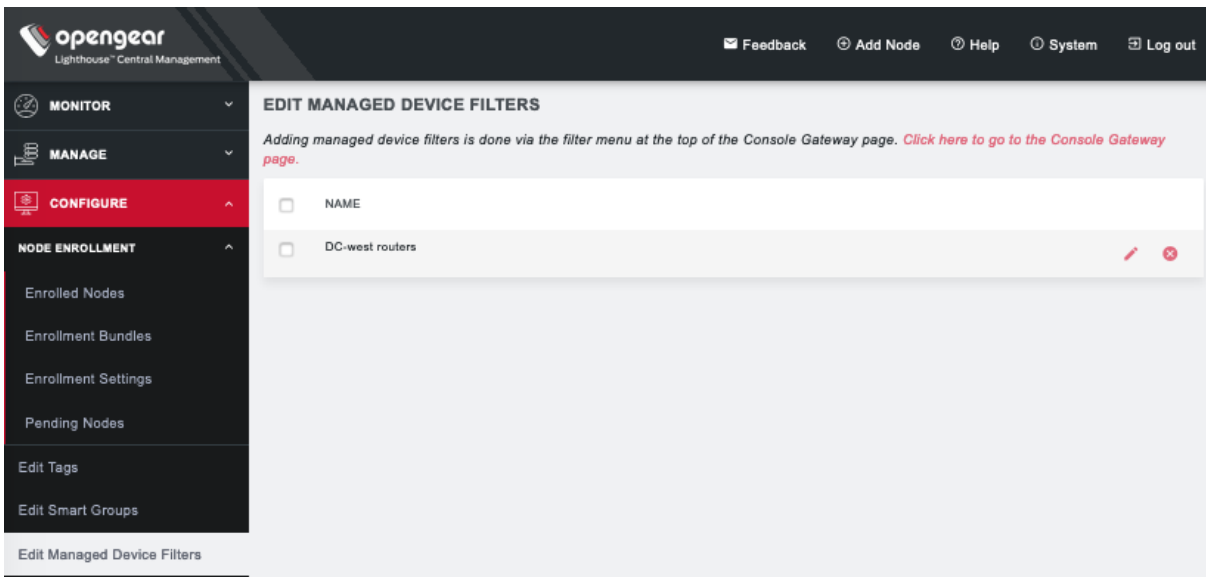 opengear
Lighthouse™ Central Management
Feedback
Add Node
Help
System
Log out
MONITOR
MANAGE
CONFIGURE
NODE ENROLLMENT
Enrolled Nodes
Enrollment Bundles
Enrollment Settings
Pending Nodes
Edit Tags
Edit Smart Groups
Edit Managed Device Filters
EDIT MANAGED DEVICE FILTERS
Adding managed device filters is done via the filter menu at the top of the Console Gateway page. Click here to go to the Console Gateway
page.
NAME
DC-west routers